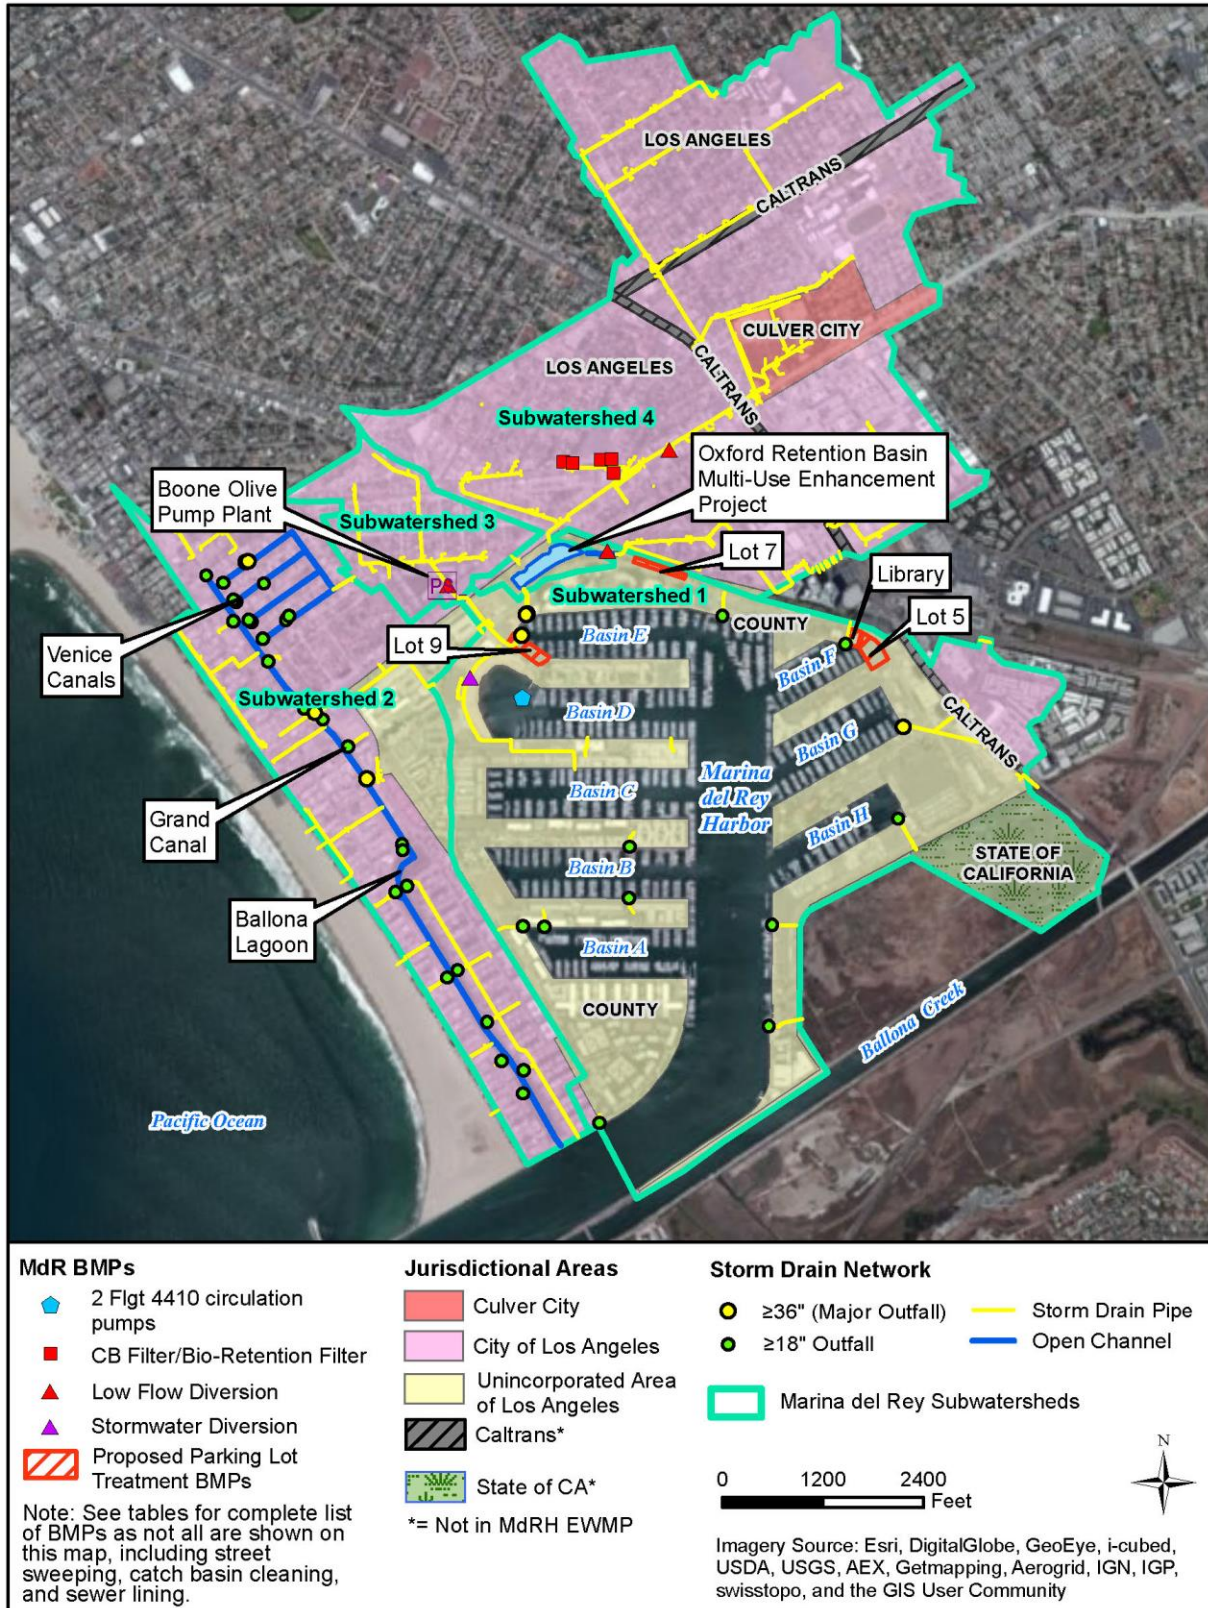 LOS ANGELES
CALTRANS
CULVER CITY
LOS ANGELES
CALTRANS
Subwatershed 4
Oxford Retention Basin
Multi-Use Enhancement
Project
Boone Olive
Pump Plant
Subwatershed 3
Lot 7
Library
Subwatershed 1
COUNTY
Lot 5
Lot 9
Basin E
Basin F
Venice
Canals
Subwatershed 2
Basin D
Basin G
CALTRANS
Marina
del Rey
Harbor
Basin C
Grand
Canal
Basin H
Basin B
STATE OF
CALIFORNIA
Ballona
Lagoon
Basin A
COUNTY
Ballona Creek
Pacific Ocean
MdR BMPs
2 Flgt 4410 circulation
pumps
CB Filter/Bio-Retention Filter
Low Flow Diversion
Stormwater Diversion
Proposed Parking Lot
Treatment BMPs
Note: See tables for complete list
of BMPs as not all are shown on
this map, including street
sweeping, catch basin cleaning,
and sewer lining.
Jurisdictional Areas
Culver City
City of Los Angeles
Unincorporated Area
of Los Angeles
Caltrans*
State of CA*
*= Not in MdRH EWMP
Storm Drain Network
≥36" (Major Outfall)
≥18" Outfall
Storm Drain Pipe
Open Channel
Marina del Rey Subwatersheds
N
0 1200 2400
Feet
Imagery Source: Esri, DigitalGlobe, GeoEye, i-cubed,
USDA, USGS, AEX, Getmapping, Aerogrid, IGN, IGP,
swisstopo, and the GIS User Community